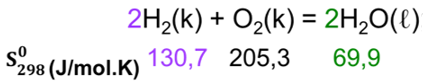 2H₂(k) + O₂(k) = 2H₂O(ℓ)
S⁰₂₉₈ (J/mol.K) 130,7 205,3 69,9